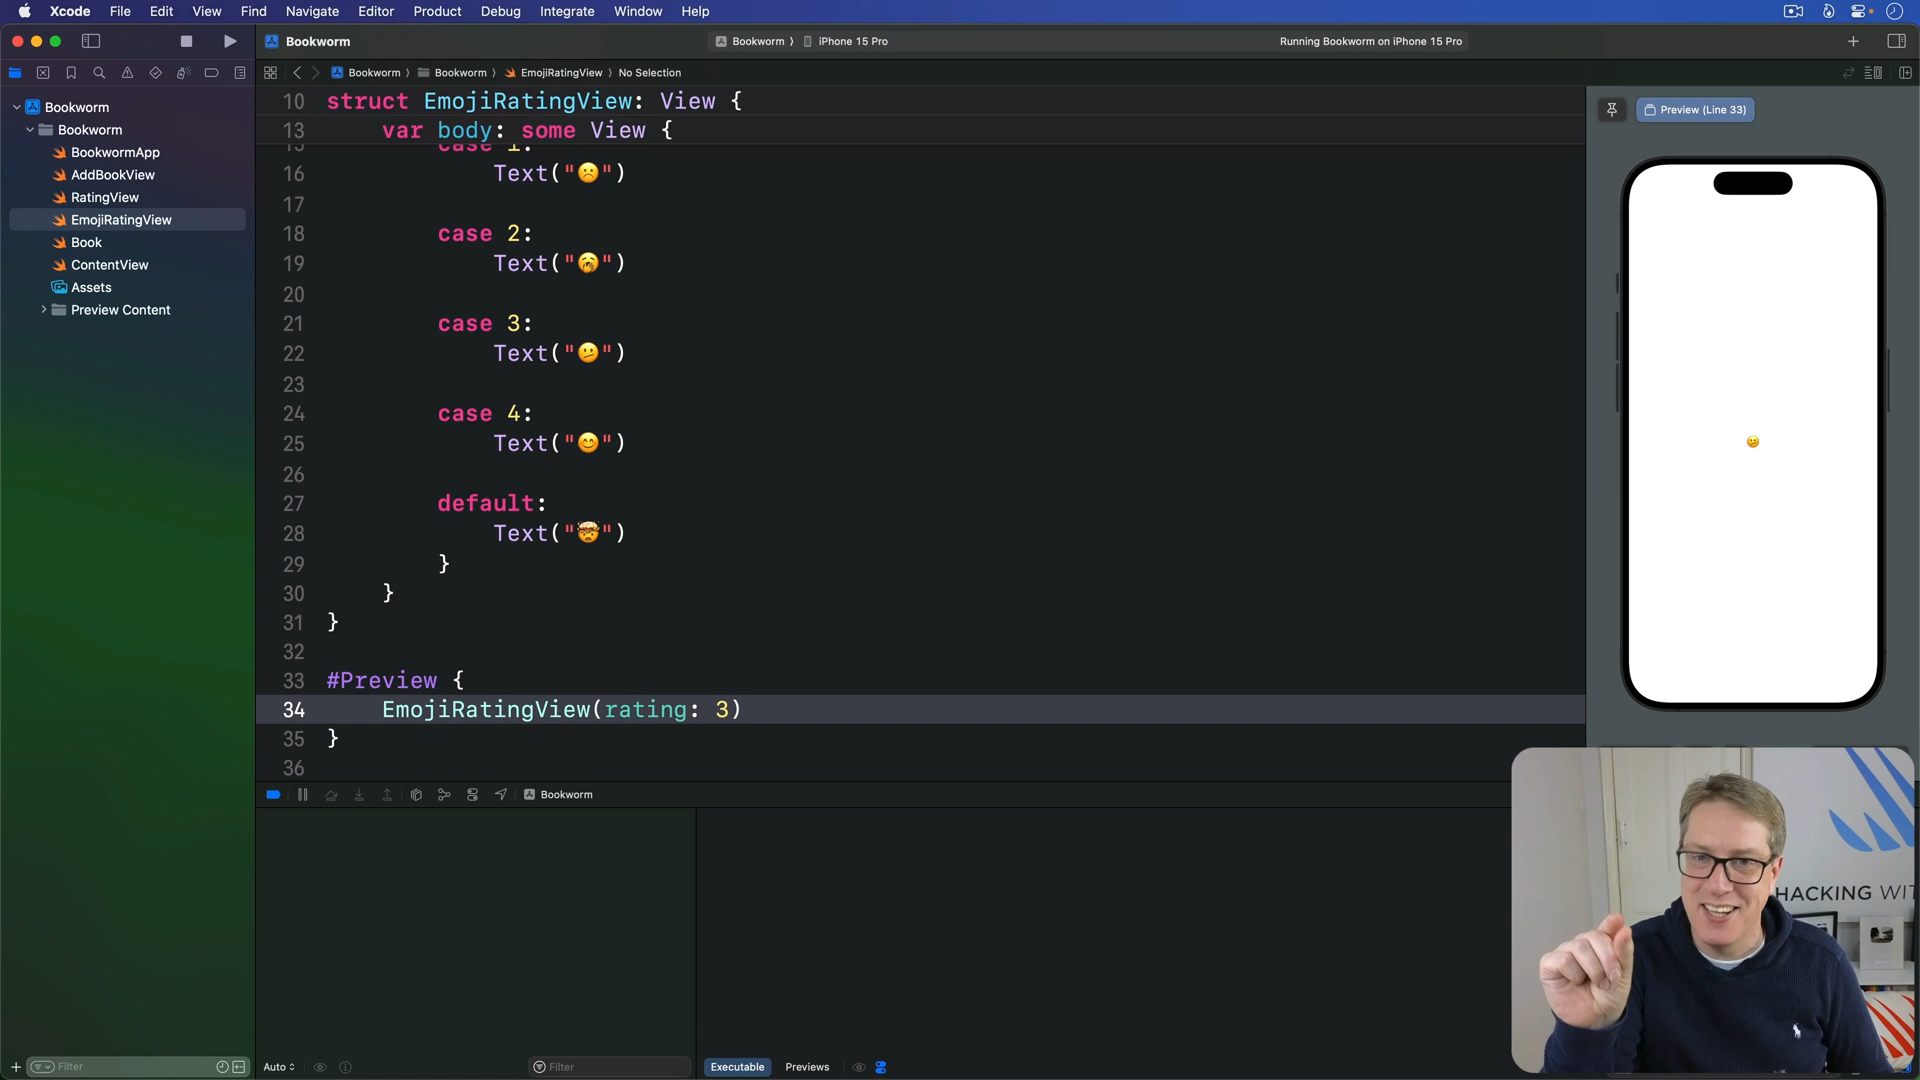 Xcode File Edit View Find Navigate Editor Product Debug Integrate Window Help
Bookworm
Bookworm 〉 iPhone 15 Pro
Running Bookworm on iPhone 15 Pro
Bookworm 〉 Bookworm 〉 EmojiRatingView 〉 No Selection
Bookworm
Bookworm
BookwormApp
AddBookView
RatingView
EmojiRatingView
Book
ContentView
Assets
Preview Content
Filter
10 struct EmojiRatingView: View {
13 var body: some View {
15 case 1:
16 Text("☹️")
17
18 case 2:
19 Text("🥱")
20
21 case 3:
22 Text("🫤")
23
24 case 4:
25 Text("😊")
26
27 default:
28 Text("🤯")
29 }
30 }
31 }
32
33 #Preview {
34 EmojiRatingView(rating: 3)
35 }
36
Preview (Line 33)
🫤
Bookworm
Auto
Filter
Executable Previews
HACKING WIT